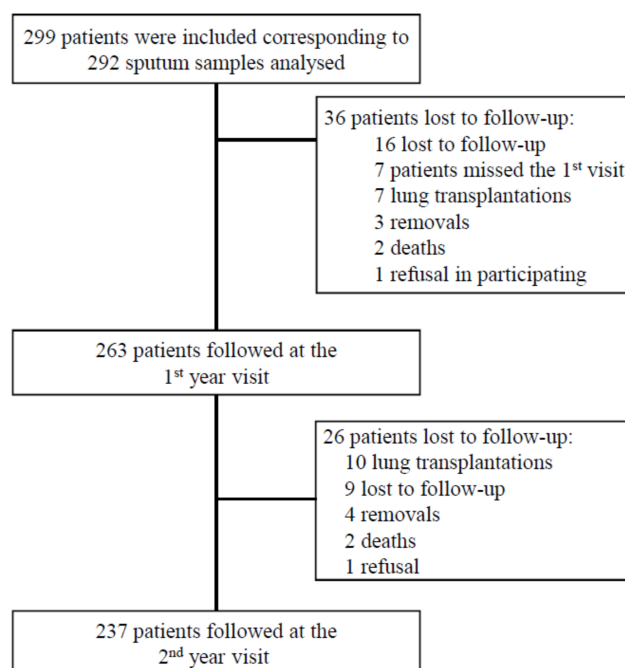 299 patients were included corresponding to
292 sputum samples analysed
36 patients lost to follow-up:
16 lost to follow-up
7 patients missed the 1st visit
7 lung transplantations
3 removals
2 deaths
1 refusal in participating
263 patients followed at the
1st year visit
26 patients lost to follow-up:
10 lung transplantations
9 lost to follow-up
4 removals
2 deaths
1 refusal
237 patients followed at the
2nd year visit